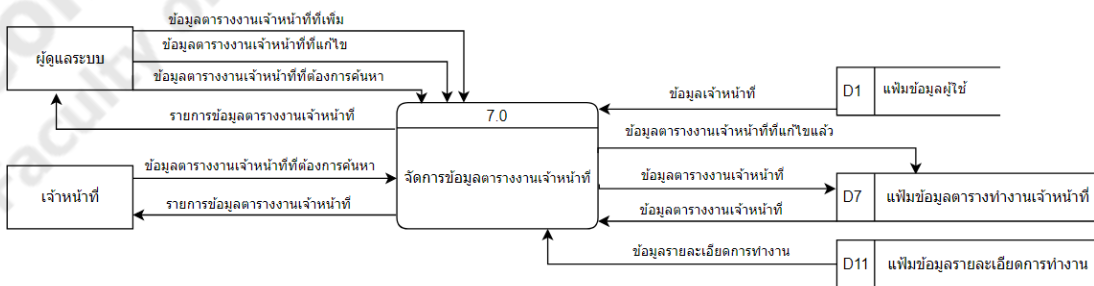 ข้อมูลตารางงานเจ้าหน้าที่ที่เพิ่ม
ผู้ดูแลระบบ
ข้อมูลตารางงานเจ้าหน้าที่ที่แก้ไข
ข้อมูลตารางงานเจ้าหน้าที่ที่ต้องการค้นหา
รายการข้อมูลตารางงานเจ้าหน้าที่
เจ้าหน้าที่
ข้อมูลตารางงานเจ้าหน้าที่ที่ต้องการค้นหา
รายการข้อมูลตารางงานเจ้าหน้าที่
7.0
จัดการข้อมูลตารางงานเจ้าหน้าที่
ข้อมูลเจ้าหน้าที่
D1 แฟ้มข้อมูลผู้ใช้
ข้อมูลตารางงานเจ้าหน้าที่ที่แก้ไขแล้ว
ข้อมูลตารางงานเจ้าหน้าที่
D7 แฟ้มข้อมูลตารางทำงานเจ้าหน้าที่
ข้อมูลตารางงานเจ้าหน้าที่
ข้อมูลรายละเอียดการทำงาน
D11 แฟ้มข้อมูลรายละเอียดการทำงาน